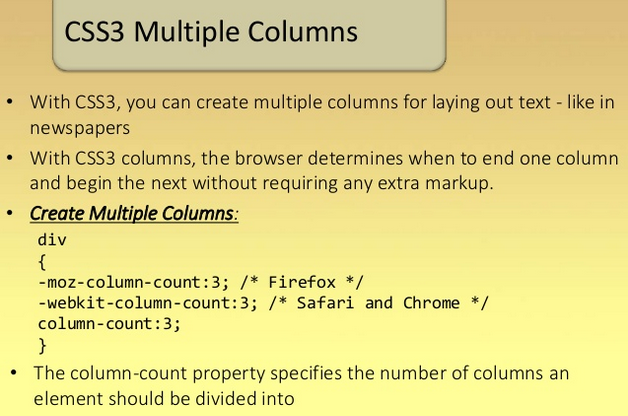 CSS3 Multiple Columns
• With CSS3, you can create multiple columns for laying out text - like in
newspapers
• With CSS3 columns, the browser determines when to end one column
and begin the next without requiring any extra markup.
• Create Multiple Columns:
div
{
-moz-column-count:3; /* Firefox */
-webkit-column-count:3; /* Safari and Chrome */
column-count:3;
}
• The column-count property specifies the number of columns an
element should be divided into